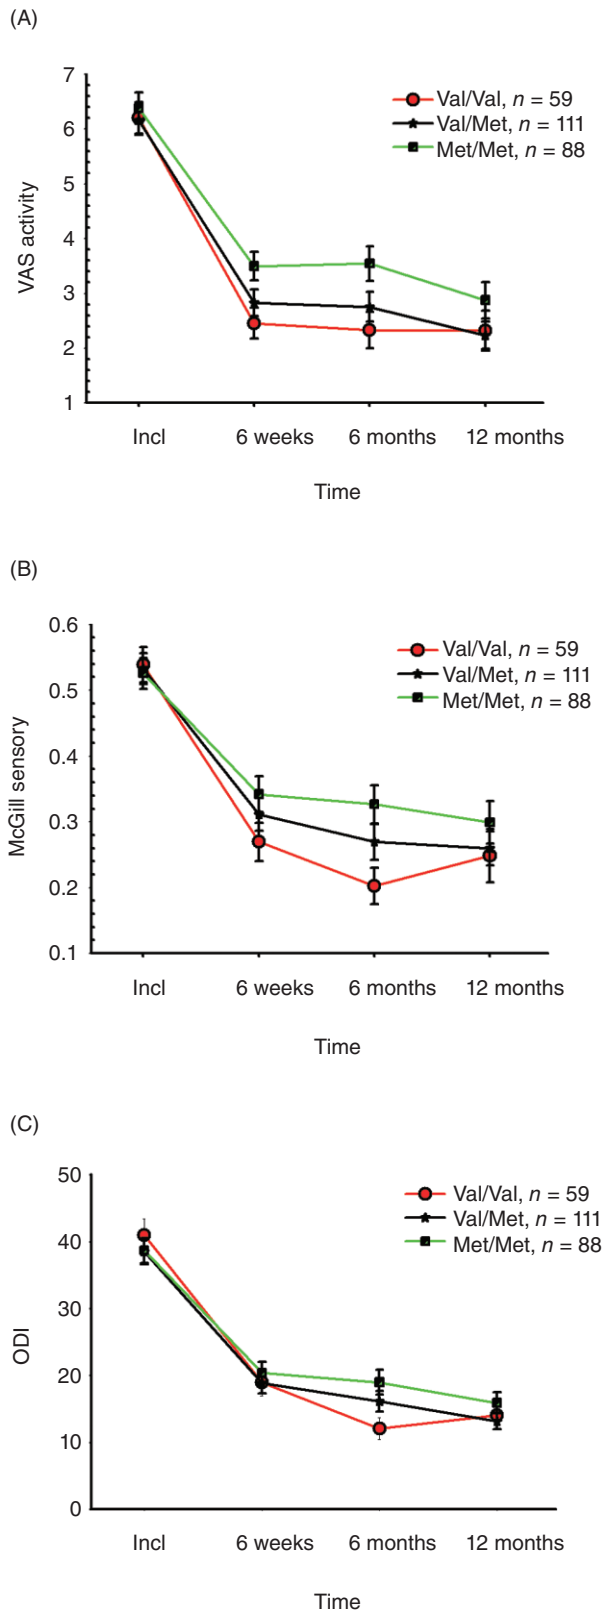 (A)
7
6
5
4
3
2
1
VAS activity
Val/Val, n = 59
Val/Met, n = 111
Met/Met, n = 88
Incl 6 weeks 6 months 12 months
Time
(B)
0.6
0.5
0.4
0.3
0.2
0.1
McGill sensory
Val/Val, n = 59
Val/Met, n = 111
Met/Met, n = 88
Incl 6 weeks 6 months 12 months
Time
(C)
50
40
30
20
10
0
ODI
Val/Val, n = 59
Val/Met, n = 111
Met/Met, n = 88
Incl 6 weeks 6 months 12 months
Time